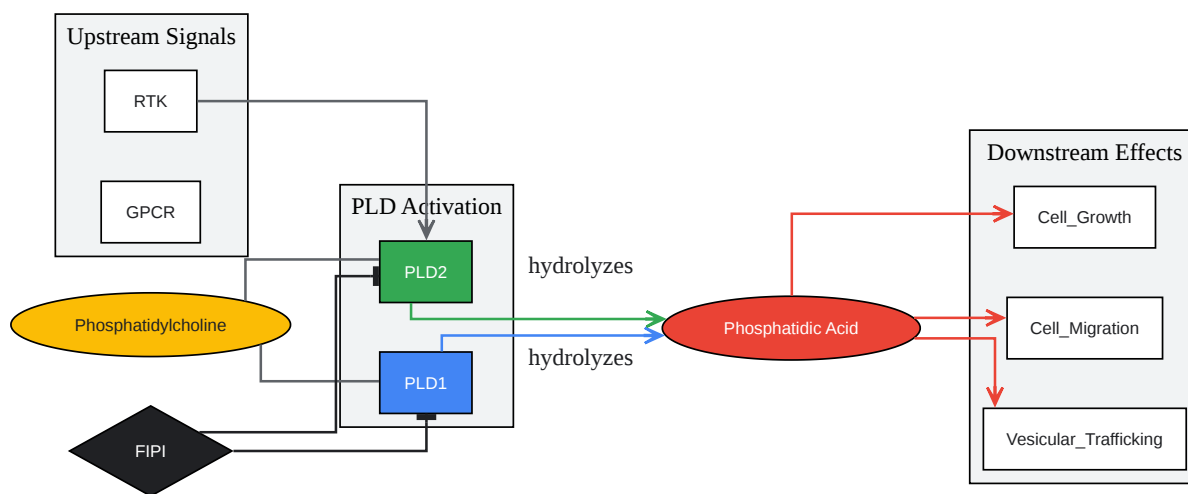 Upstream Signals
RTK
GPCR
PLD Activation
PLD2
PLD1
Phosphatidylcholine
FIPI
hydrolyzes
hydrolyzes
Phosphatidic Acid
Downstream Effects
Cell_Growth
Cell_Migration
Vesicular_Trafficking